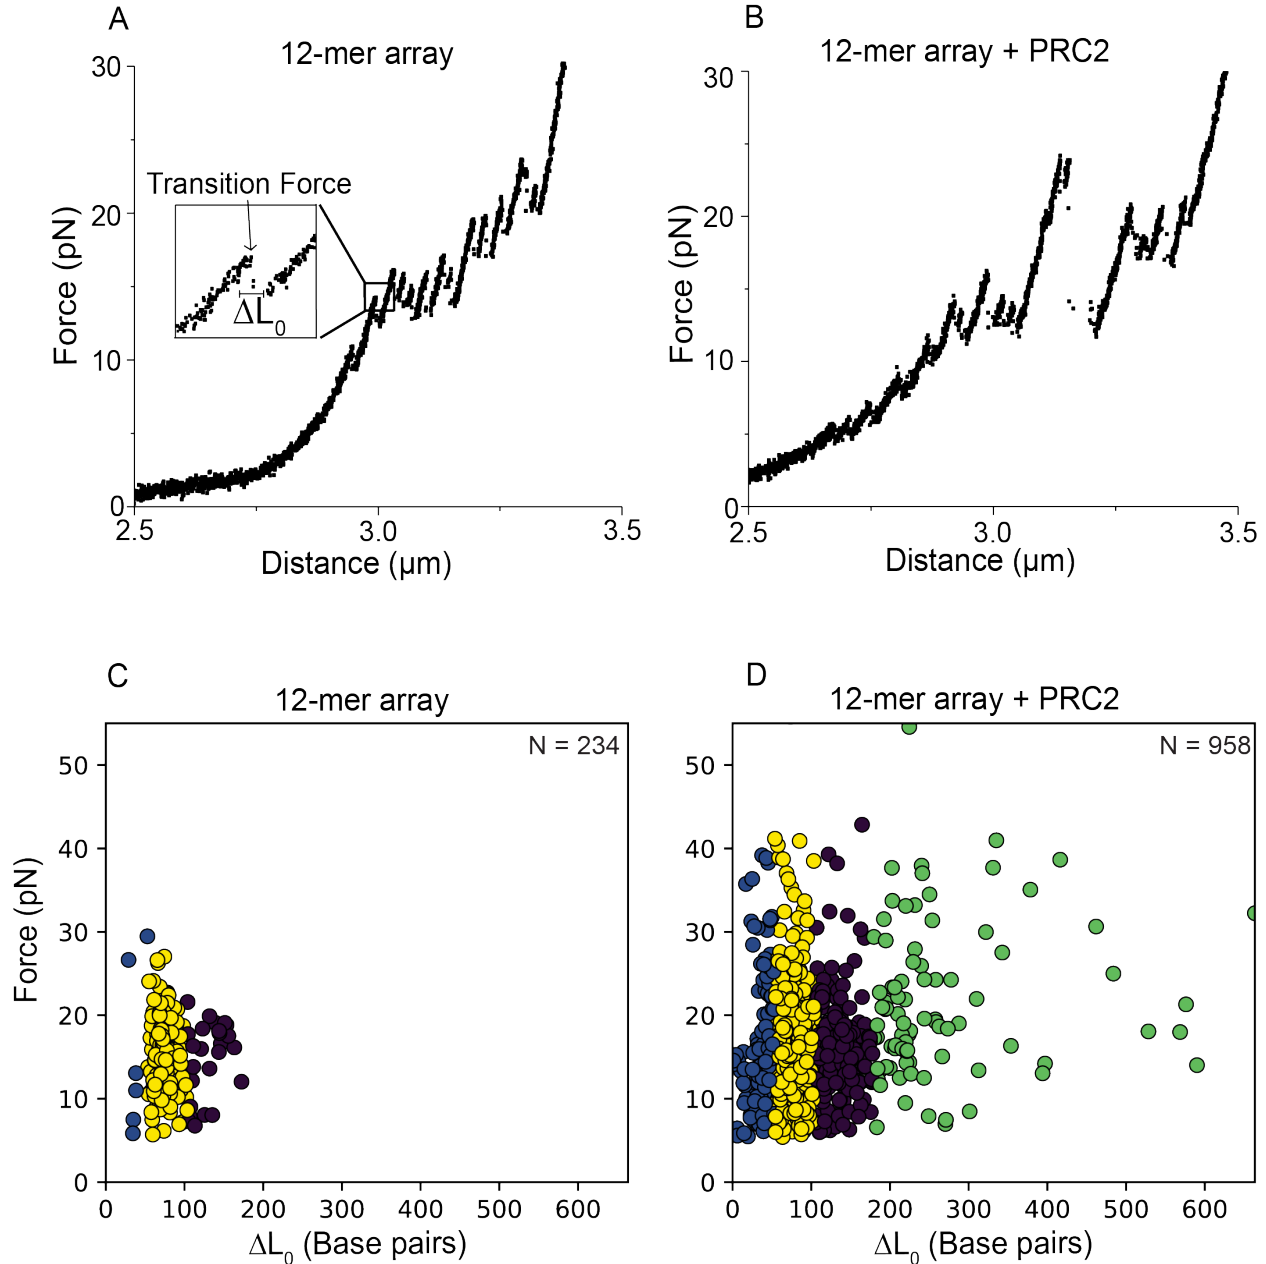 A
12-mer array
30
20
10
0
Force (pN)
Transition Force
ΔL0
2.5
3.0
3.5
Distance (µm)
B
12-mer array + PRC2
30
20
10
0
Force (pN)
2.5
3.0
3.5
Distance (µm)
C
12-mer array
N = 234
50
40
30
20
10
0
Force (pN)
0
100
200
300
400
500
600
ΔL0 (Base pairs)
D
12-mer array + PRC2
N = 958
50
40
30
20
10
0
0
100
200
300
400
500
600
ΔL0 (Base pairs)